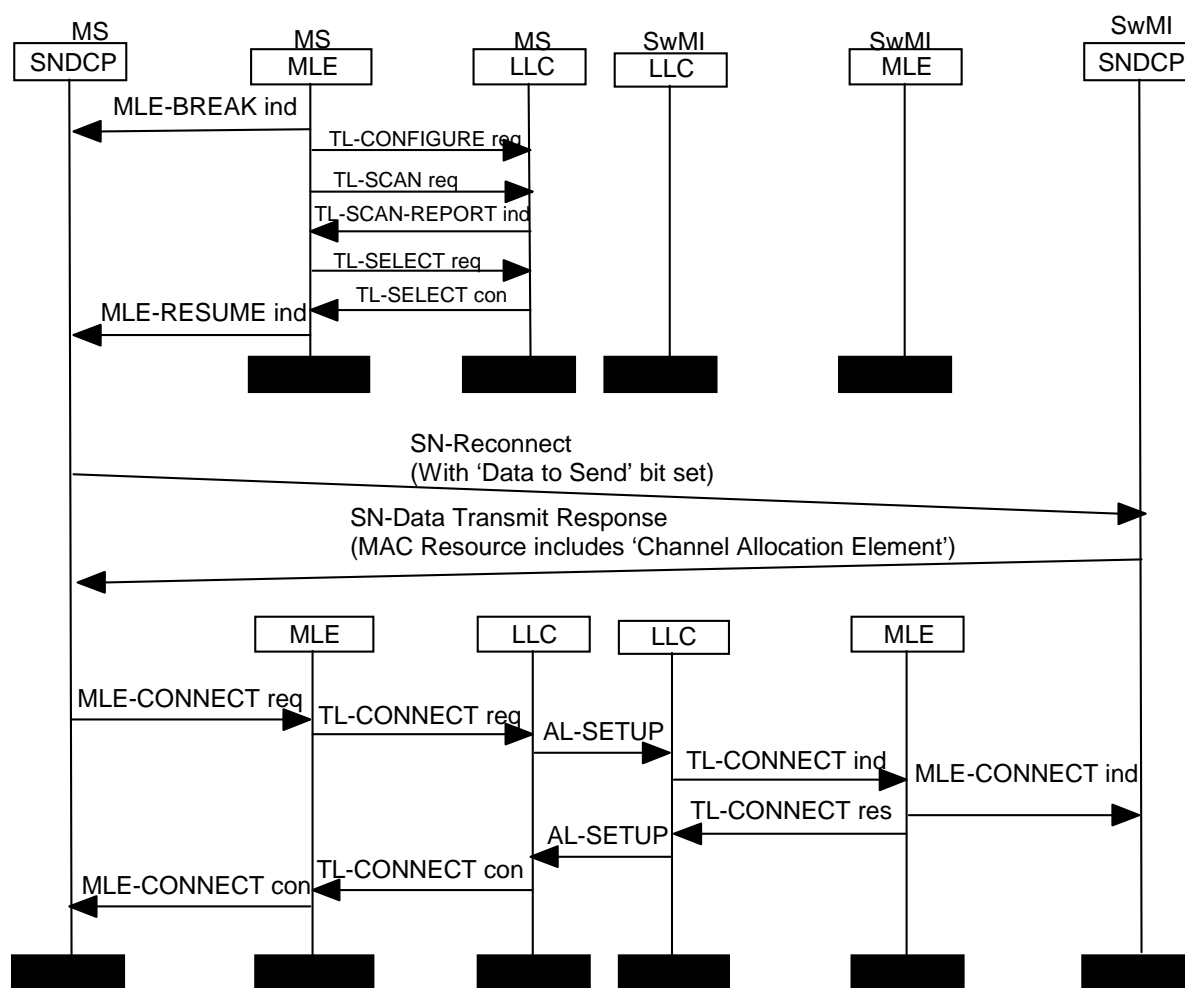 MS
MS
MS
SwMI
SwMI
SwMI
SNDCP
MLE
LLC
LLC
MLE
SNDCP
MLE-BREAK ind
TL-CONFIGURE req
TL-SCAN req
TL-SCAN-REPORT ind
TL-SELECT req
TL-SELECT con
MLE-RESUME ind
SN-Reconnect
(With ‘Data to Send’ bit set)
SN-Data Transmit Response
(MAC Resource includes ‘Channel Allocation Element’)
MLE
LLC
LLC
MLE
MLE-CONNECT req
TL-CONNECT req
AL-SETUP
TL-CONNECT ind
MLE-CONNECT ind
TL-CONNECT res
AL-SETUP
TL-CONNECT con
MLE-CONNECT con